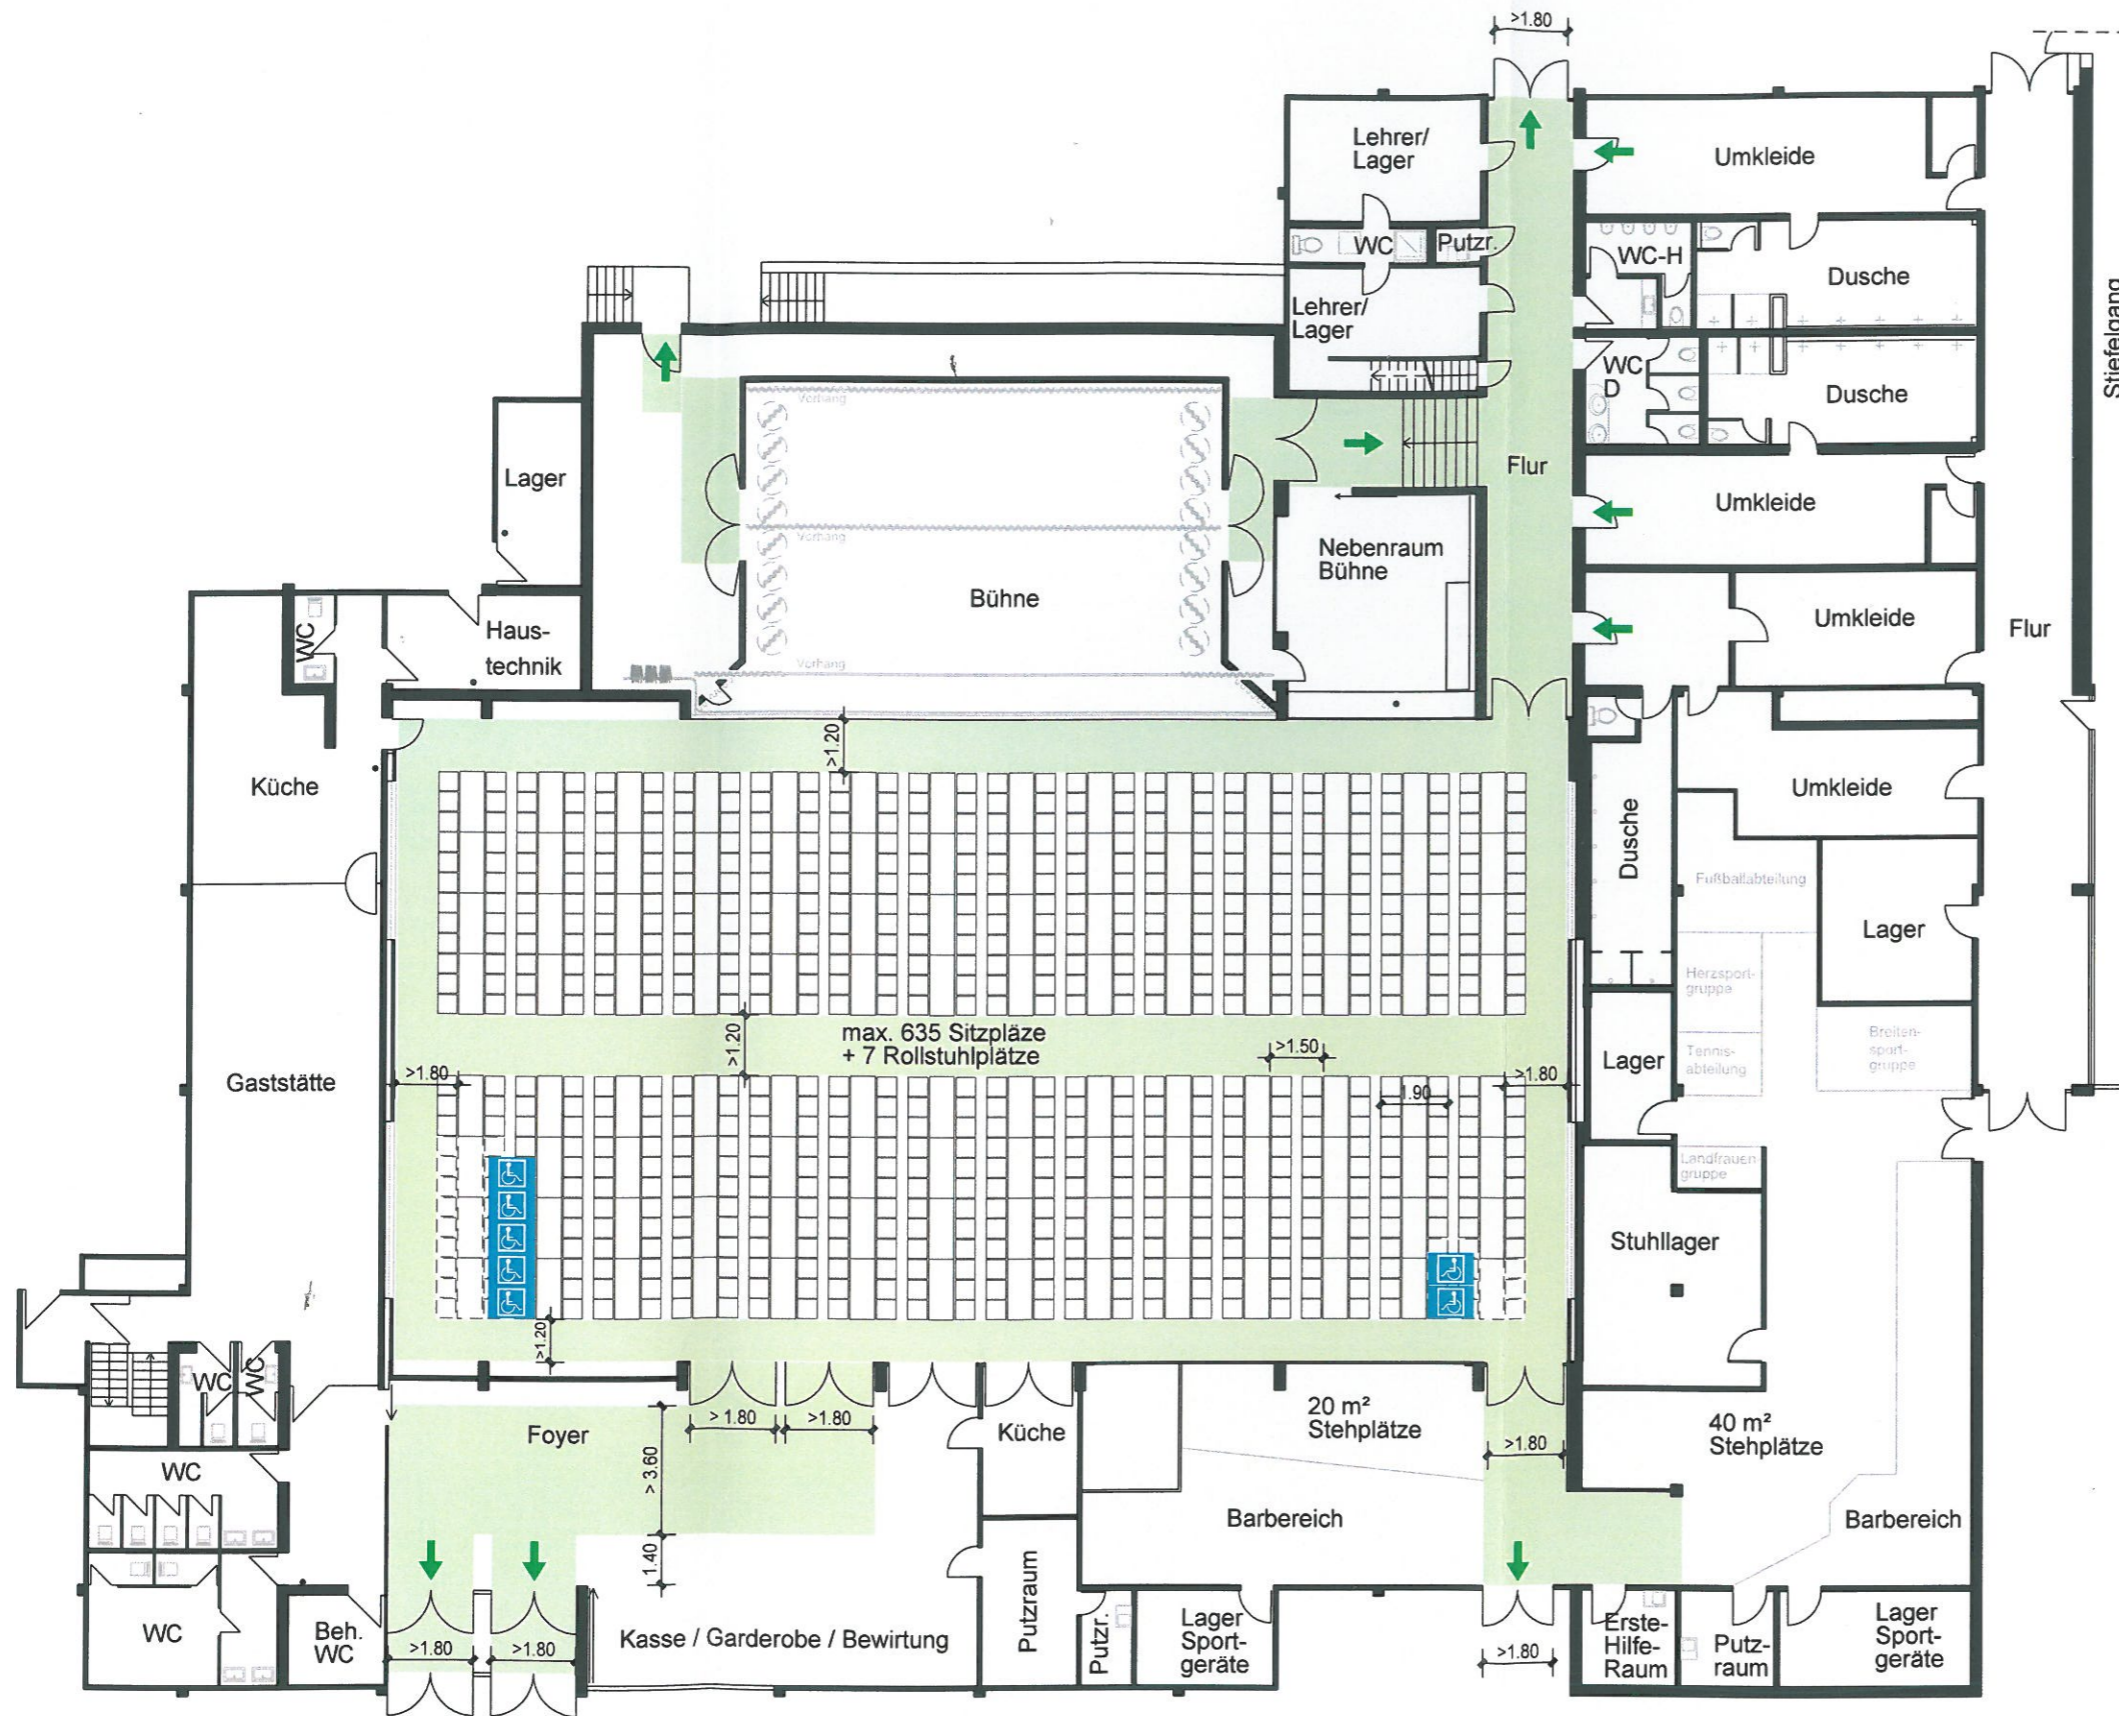 >1.80
Lehrer/
Lager
Umkleide
WC
Putzr.
WC-H
Dusche
Lehrer/
Lager
Stiefelgang
WC
D
Dusche
Vorhang
Lager
Flur
Umkleide
Vorhang
Nebenraum
Bühne
Bühne
WC
Haus-
technik
Umkleide
Flur
Vorhang
>1.20
Küche
Umkleide
Dusche
Fußballabteilung
Lager
Herzsport-
gruppe
max. 635 Sitzpläze
+ 7 Rollstuhlplätze
>1.20
>1.50
Breiten-
sport-
gruppe
Lager
Tennis-
abteilung
Gaststätte
>1.80
>1.80
1.90
Landfrauen
gruppe
Stuhllager
>1.20
WC
WC
> 1.80
>1.80
20 m²
Stehplätze
40 m²
Stehplätze
Foyer
Küche
>1.80
WC
> 3.60
Barbereich
Barbereich
1.40
Putzraum
WC
Beh.
WC
>1.80
>1.80
Kasse / Garderobe / Bewirtung
Putzr.
Lager
Sport-
geräte
>1.80
Erste-
Hilfe-
Raum
Putz-
raum
Lager
Sport-
geräte